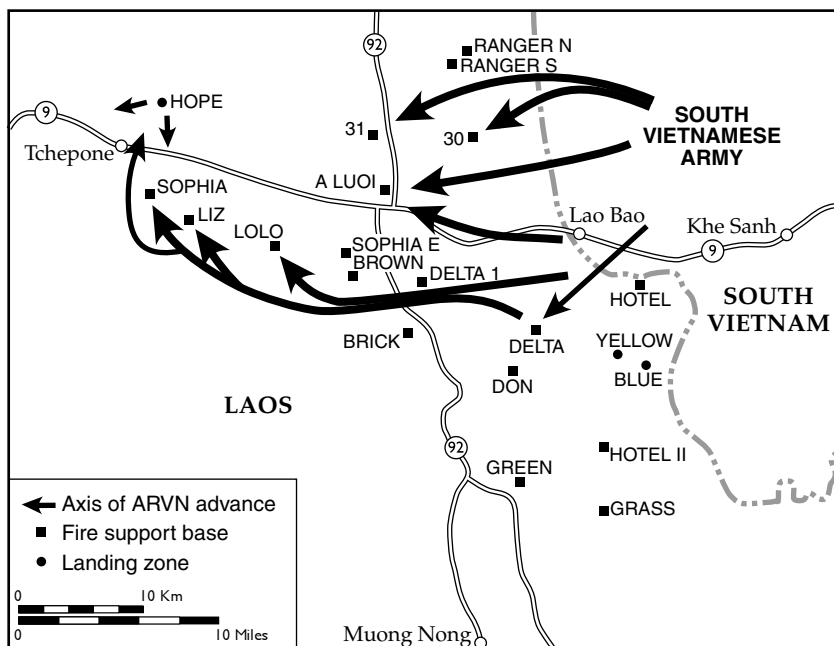 92
RANGER N
RANGER S
9
HOPE
SOUTH
VIETNAMESE
ARMY
31
30
Tchepone
A LUOI
SOPHIA
LIZ
LOLO
Lao Bao
Khe Sanh
9
SOPHIA E
BROWN
DELTA 1
HOTEL
SOUTH
VIETNAM
BRICK
DELTA
YELLOW
BLUE
DON
LAOS
92
GREEN
HOTEL II
GRASS
Axis of ARVN advance
Fire support base
Landing zone
0 10 Km
0 10 Miles
Muong Nong